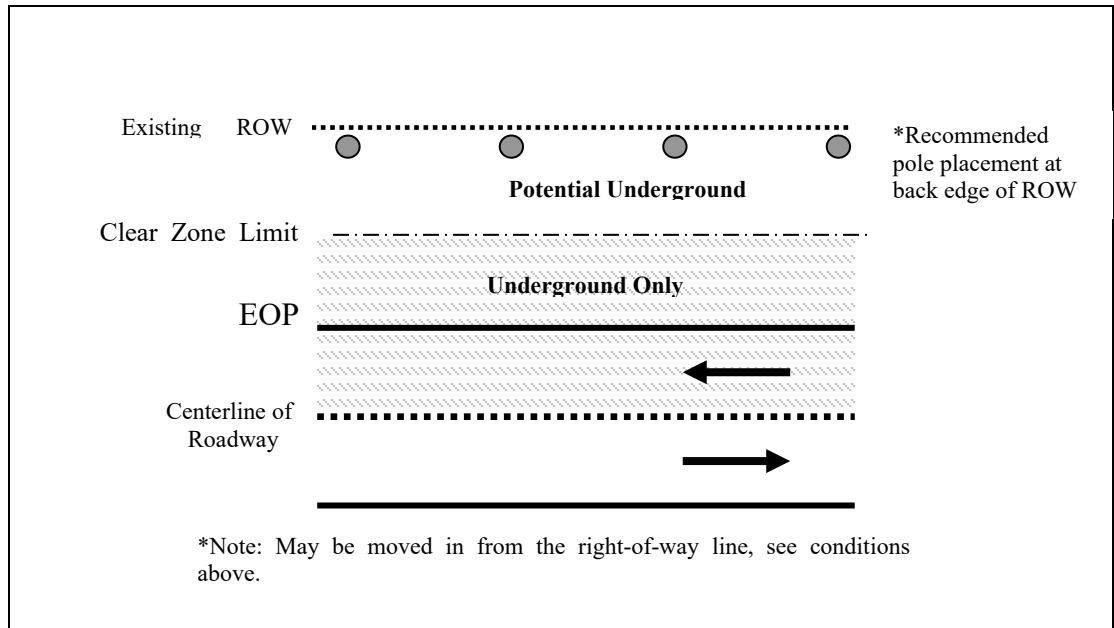 Existing ROW
*Recommended
pole placement at
back edge of ROW
Potential Underground
Clear Zone Limit
Underground Only
EOP
Centerline of
Roadway
*Note: May be moved in from the right-of-way line, see conditions
above.